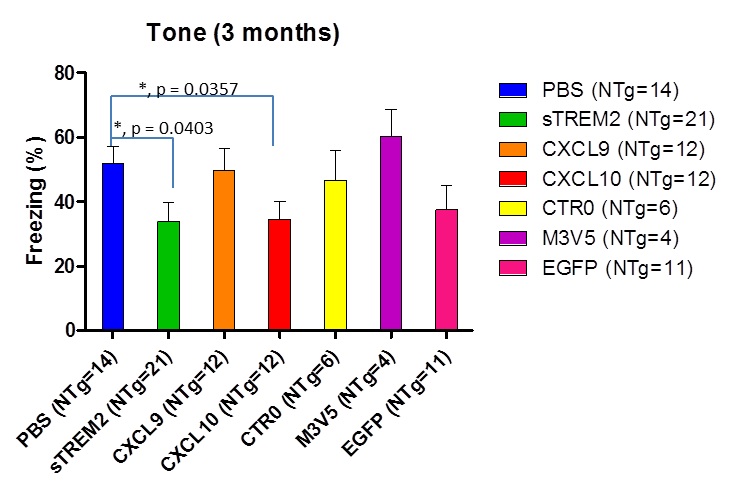 Tone (3 months)
Freezing (%)
80
60
40
20
0
*, p = 0.0357
*, p = 0.0403
PBS (NTg=14)
sTREM2 (NTg=21)
CXCL9 (NTg=12)
CXCL10 (NTg=12)
CTR0 (NTg=6)
M3V5 (NTg=4)
EGFP (NTg=11)
PBS (NTg=14)
sTREM2 (NTg=21)
CXCL9 (NTg=12)
CXCL10 (NTg=12)
CTR0 (NTg=6)
M3V5 (NTg=4)
EGFP (NTg=11)